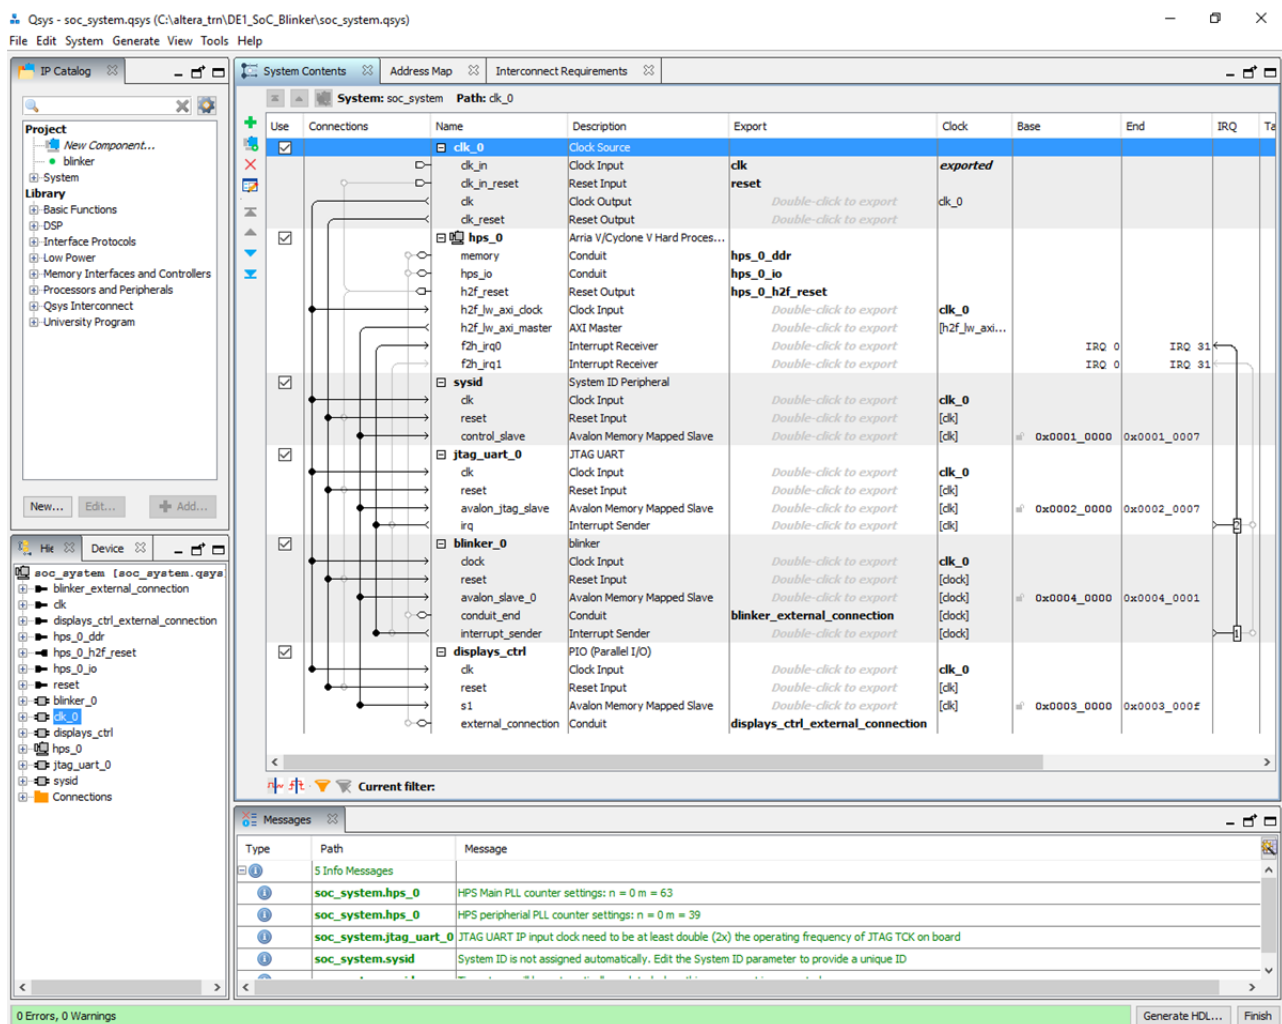 Qsys - soc_system.qsys (C:\altera_trn\DE1_SoC_Blinker\soc_system.qsys)
File Edit System Generate View Tools Help
IP Catalog
Project
New Component...
blinker
System
Library
Basic Functions
DSP
Interface Protocols
Low Power
Memory Interfaces and Controllers
Processors and Peripherals
Qsys Interconnect
University Program
New... Edit... Add...
Hie Device
soc_system [soc_system.qsys
blinker_external_connection
clk
displays_ctrl_external_connection
hps_0_ddr
hps_0_h2f_reset
hps_0_io
reset
blinker_0
clk_0
displays_ctrl
hps_0
jtag_uart_0
sysid
Connections
System Contents Address Map Interconnect Requirements
System: soc_system Path: clk_0
Use Connections Name Description Export Clock Base End IRQ Ta
clk_0 Clock Source
clk_in Clock Input clk exported
clk_in_reset Reset Input reset
clk Clock Output Double-click to export clk_0
clk_reset Reset Output Double-click to export
hps_0 Arria V/Cyclone V Hard Proces...
memory Conduit hps_0_ddr
hps_io Conduit hps_0_io
h2f_reset Reset Output hps_0_h2f_reset
h2f_lw_axi_clock Clock Input Double-click to export clk_0
h2f_lw_axi_master AXI Master Double-click to export [h2f_lw_axi...
f2h_irq0 Interrupt Receiver Double-click to export IRQ 0 IRQ 31
f2h_irq1 Interrupt Receiver Double-click to export IRQ 0 IRQ 31
sysid System ID Peripheral
clk Clock Input Double-click to export clk_0
reset Reset Input Double-click to export [clk]
control_slave Avalon Memory Mapped Slave Double-click to export [clk] 0x0001_0000 0x0001_0007
jtag_uart_0 JTAG UART
clk Clock Input Double-click to export clk_0
reset Reset Input Double-click to export [clk]
avalon_jtag_slave Avalon Memory Mapped Slave Double-click to export [clk] 0x0002_0000 0x0002_0007
irq Interrupt Sender Double-click to export [clk] 2
blinker_0 blinker
clock Clock Input Double-click to export clk_0
reset Reset Input Double-click to export [clock]
avalon_slave_0 Avalon Memory Mapped Slave Double-click to export [clock] 0x0004_0000 0x0004_0001
conduit_end Conduit blinker_external_connection [clock]
interrupt_sender Interrupt Sender Double-click to export [clock] 1
displays_ctrl PIO (Parallel I/O)
clk Clock Input Double-click to export clk_0
reset Reset Input Double-click to export [clk]
s1 Avalon Memory Mapped Slave Double-click to export [clk] 0x0003_0000 0x0003_000f
external_connection Conduit displays_ctrl_external_connection
Current filter:
Messages
Type Path Message
5 Info Messages
soc_system.hps_0 HPS Main PLL counter settings: n = 0 m = 63
soc_system.hps_0 HPS peripherial PLL counter settings: n = 0 m = 39
soc_system.jtag_uart_0 JTAG UART IP input clock need to be at least double (2x) the operating frequency of JTAG TCK on board
soc_system.sysid System ID is not assigned automatically. Edit the System ID parameter to provide a unique ID
0 Errors, 0 Warnings
Generate HDL... Finish